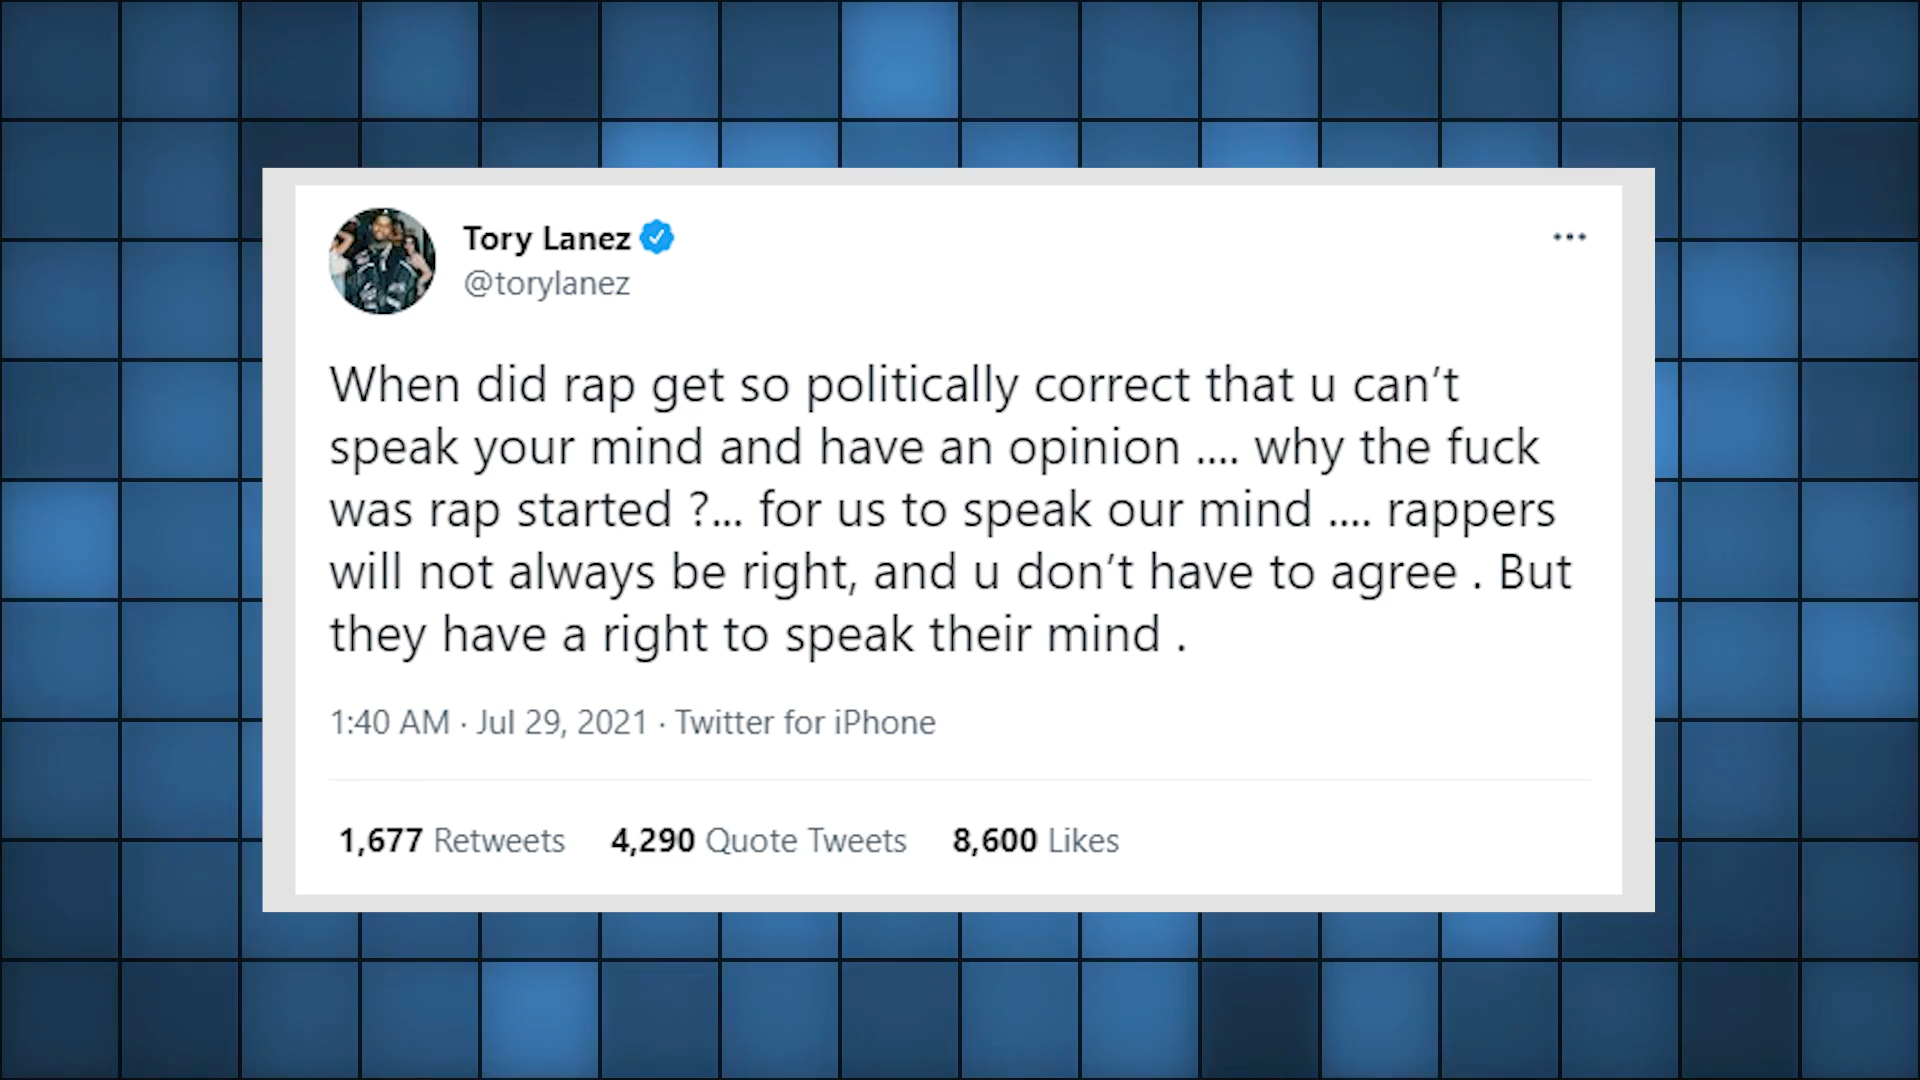 Tory Lanez
@torylanez
When did rap get so politically correct that u can’t
speak your mind and have an opinion .... why the fuck
was rap started ?... for us to speak our mind .... rappers
will not always be right, and u don’t have to agree . But
they have a right to speak their mind .
1:40 AM · Jul 29, 2021 · Twitter for iPhone
1,677 Retweets 4,290 Quote Tweets 8,600 Likes